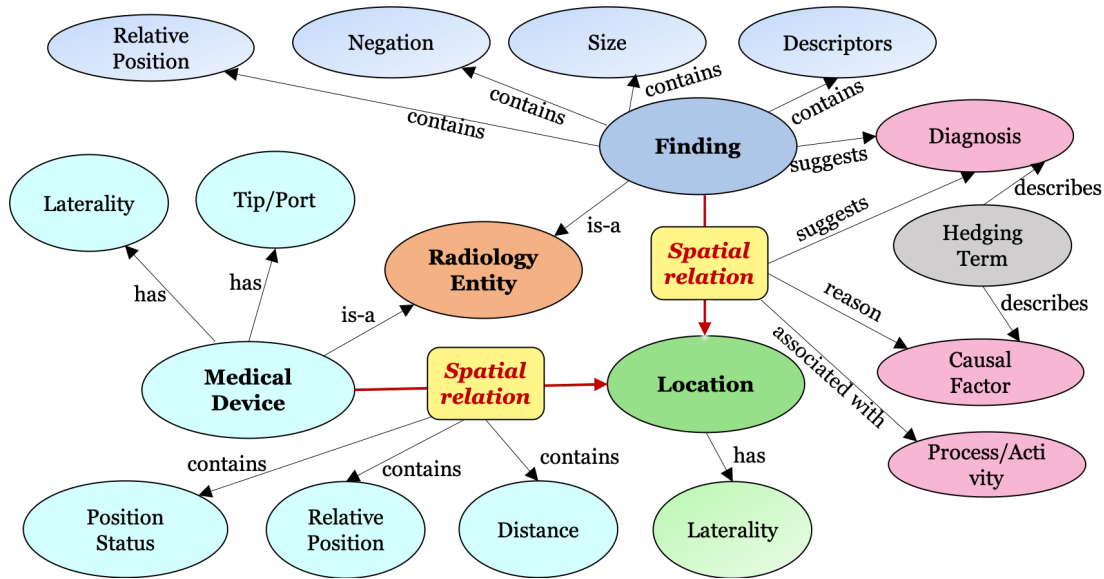 Relative
Position
Negation
Size
Descriptors
contains
contains
contains
contains
Finding
suggests
Diagnosis
Laterality
Tip/Port
is-a
suggests
describes
Hedging
Term
Radiology
Entity
Spatial
relation
has
has
is-a
reason
describes
associated with
Medical
Device
Spatial
relation
Location
Causal
Factor
contains
contains
contains
has
Process/Acti
vity
Position
Status
Relative
Position
Distance
Laterality